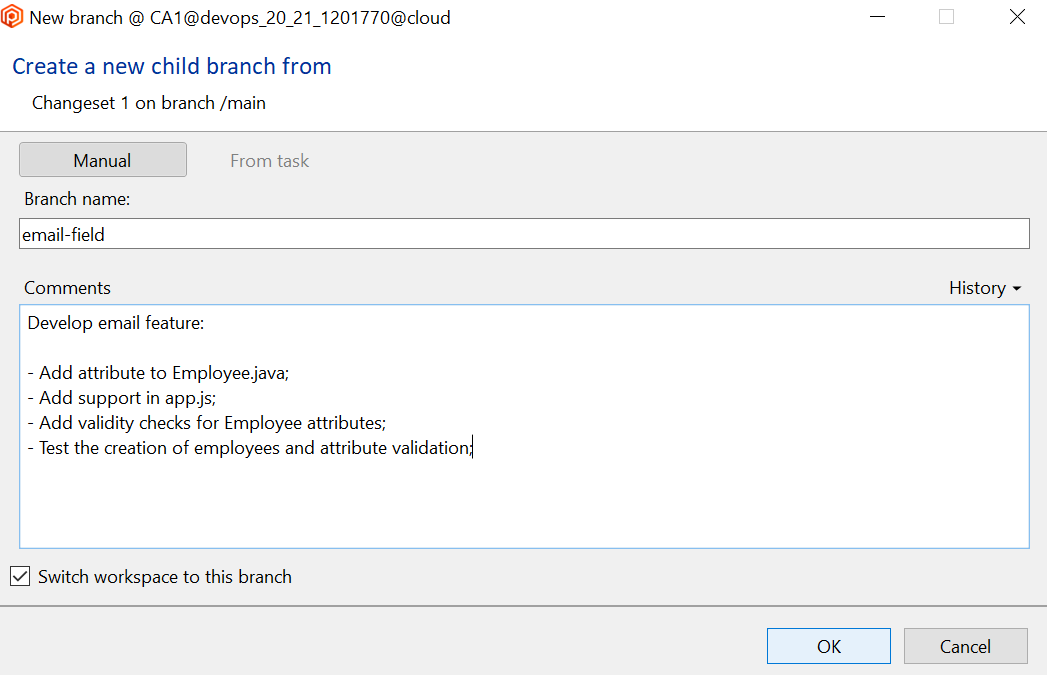 New branch @ CA1@devops_20_21_1201770@cloud
Create a new child branch from
Changeset 1 on branch /main
Manual From task
Branch name:
email-field
Comments History
Develop email feature:
- Add attribute to Employee.java;
- Add support in app.js;
- Add validity checks for Employee attributes;
- Test the creation of employees and attribute validation;
Switch workspace to this branch
OK Cancel